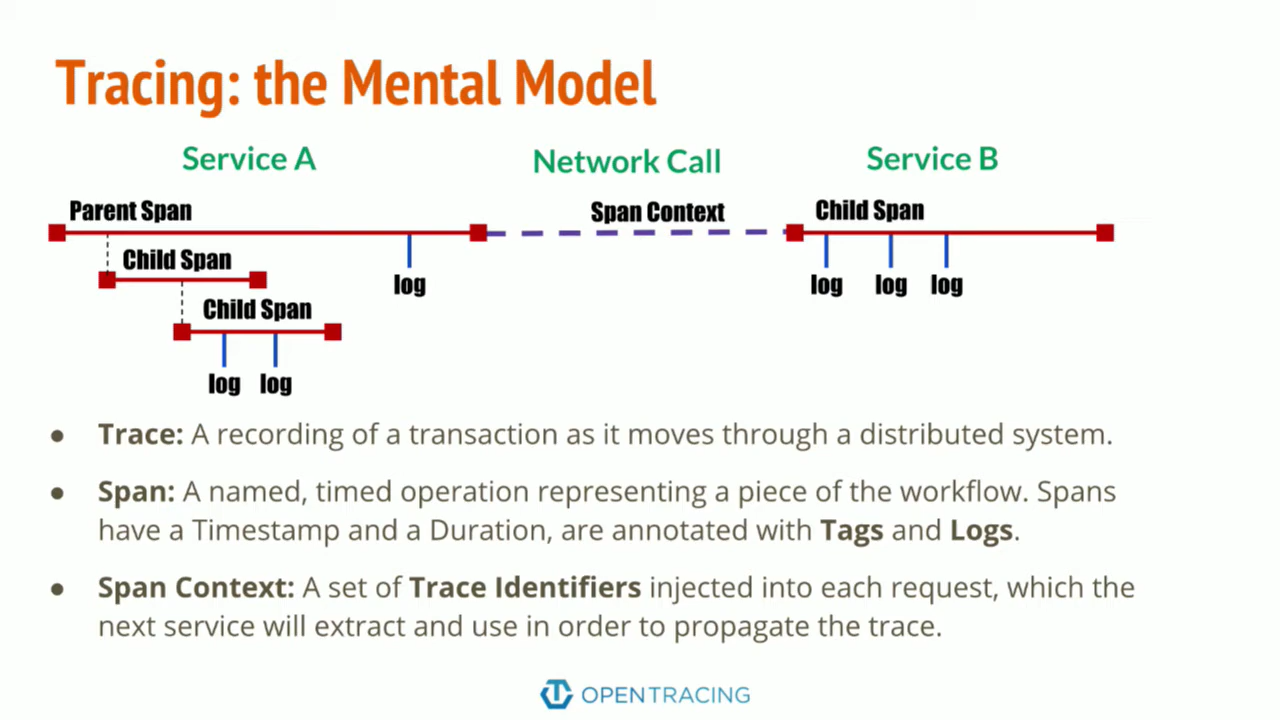 Tracing: the Mental Model
Service A
Network Call
Service B
Parent Span
Span Context
Child Span
Child Span
log
log
log
log
Child Span
log
log
Trace: A recording of a transaction as it moves through a distributed system.
Span: A named, timed operation representing a piece of the workflow. Spans
have a Timestamp and a Duration, are annotated with Tags and Logs.
Span Context: A set of Trace Identifiers injected into each request, which the
next service will extract and use in order to propagate the trace.
OPENTRACING